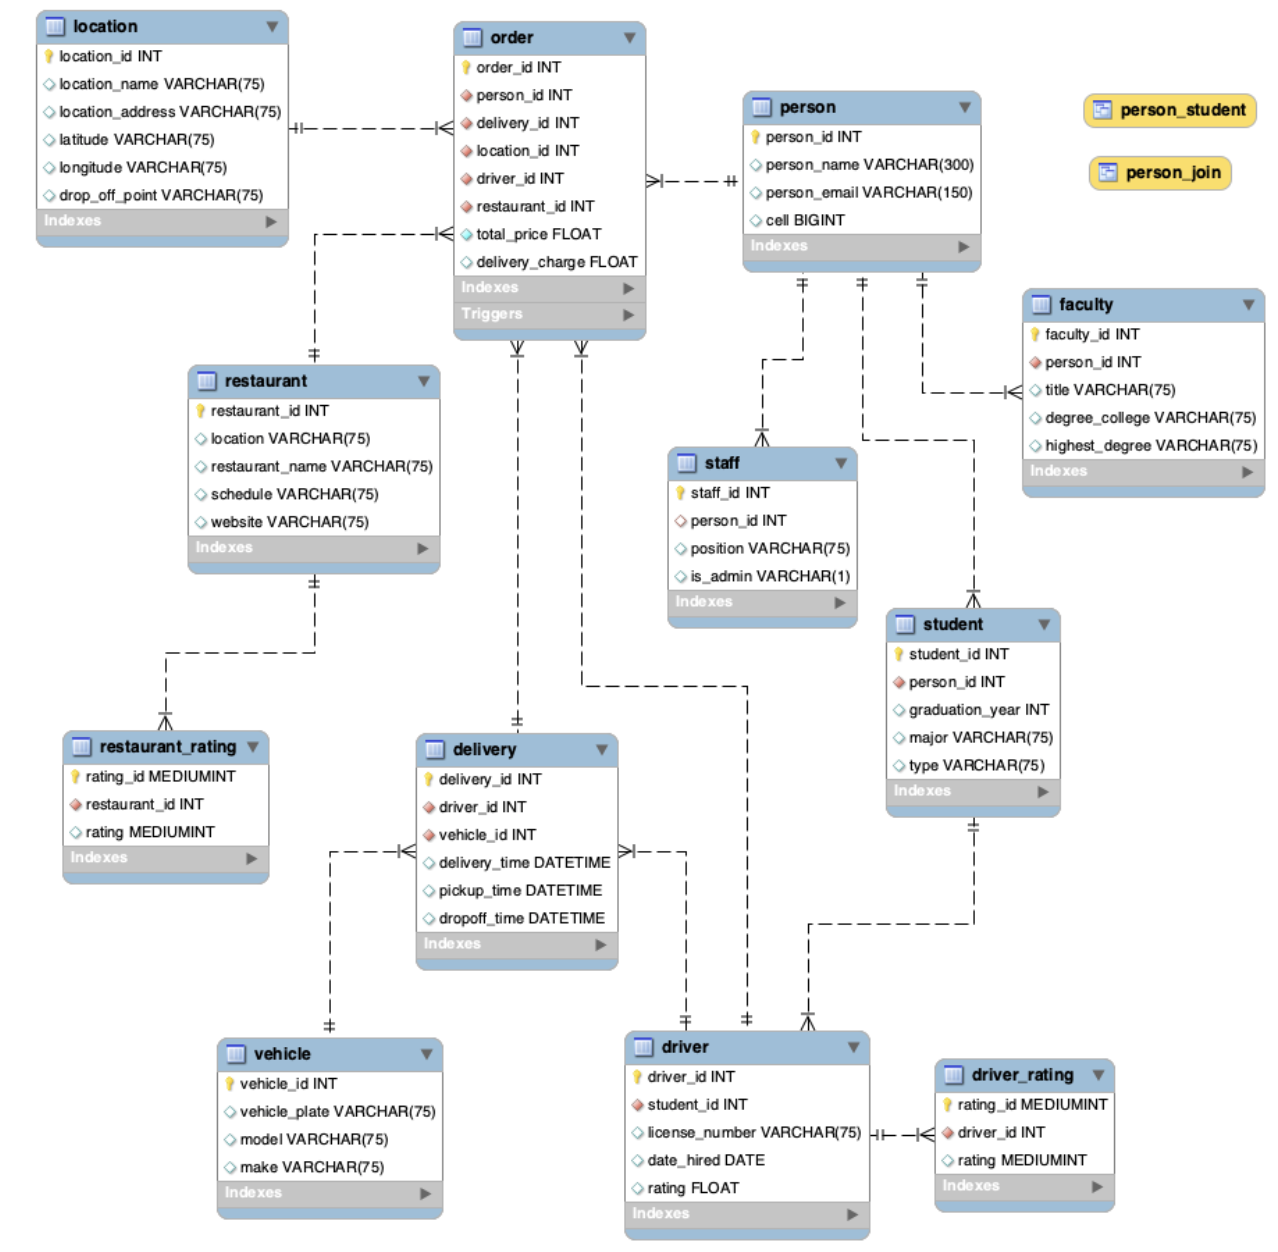 location
location_id INT
location_name VARCHAR(75)
location_address VARCHAR(75)
latitude VARCHAR(75)
longitude VARCHAR(75)
drop_off_point VARCHAR(75)
Indexes
order
order_id INT
person_id INT
delivery_id INT
location_id INT
driver_id INT
restaurant_id INT
total_price FLOAT
delivery_charge FLOAT
Indexes
Triggers
person
person_id INT
person_name VARCHAR(300)
person_email VARCHAR(150)
cell BIGINT
Indexes
person_student
person_join
faculty
faculty_id INT
person_id INT
title VARCHAR(75)
degree_college VARCHAR(75)
highest_degree VARCHAR(75)
Indexes
restaurant
restaurant_id INT
location VARCHAR(75)
restaurant_name VARCHAR(75)
schedule VARCHAR(75)
website VARCHAR(75)
Indexes
staff
staff_id INT
person_id INT
position VARCHAR(75)
is_admin VARCHAR(1)
Indexes
student
student_id INT
person_id INT
graduation_year INT
major VARCHAR(75)
type VARCHAR(75)
Indexes
restaurant_rating
rating_id MEDIUMINT
restaurant_id INT
rating MEDIUMINT
Indexes
delivery
delivery_id INT
driver_id INT
vehicle_id INT
delivery_time DATETIME
pickup_time DATETIME
dropoff_time DATETIME
Indexes
vehicle
vehicle_id INT
vehicle_plate VARCHAR(75)
model VARCHAR(75)
make VARCHAR(75)
Indexes
driver
driver_id INT
student_id INT
license_number VARCHAR(75)
date_hired DATE
rating FLOAT
Indexes
driver_rating
rating_id MEDIUMINT
driver_id INT
rating MEDIUMINT
Indexes